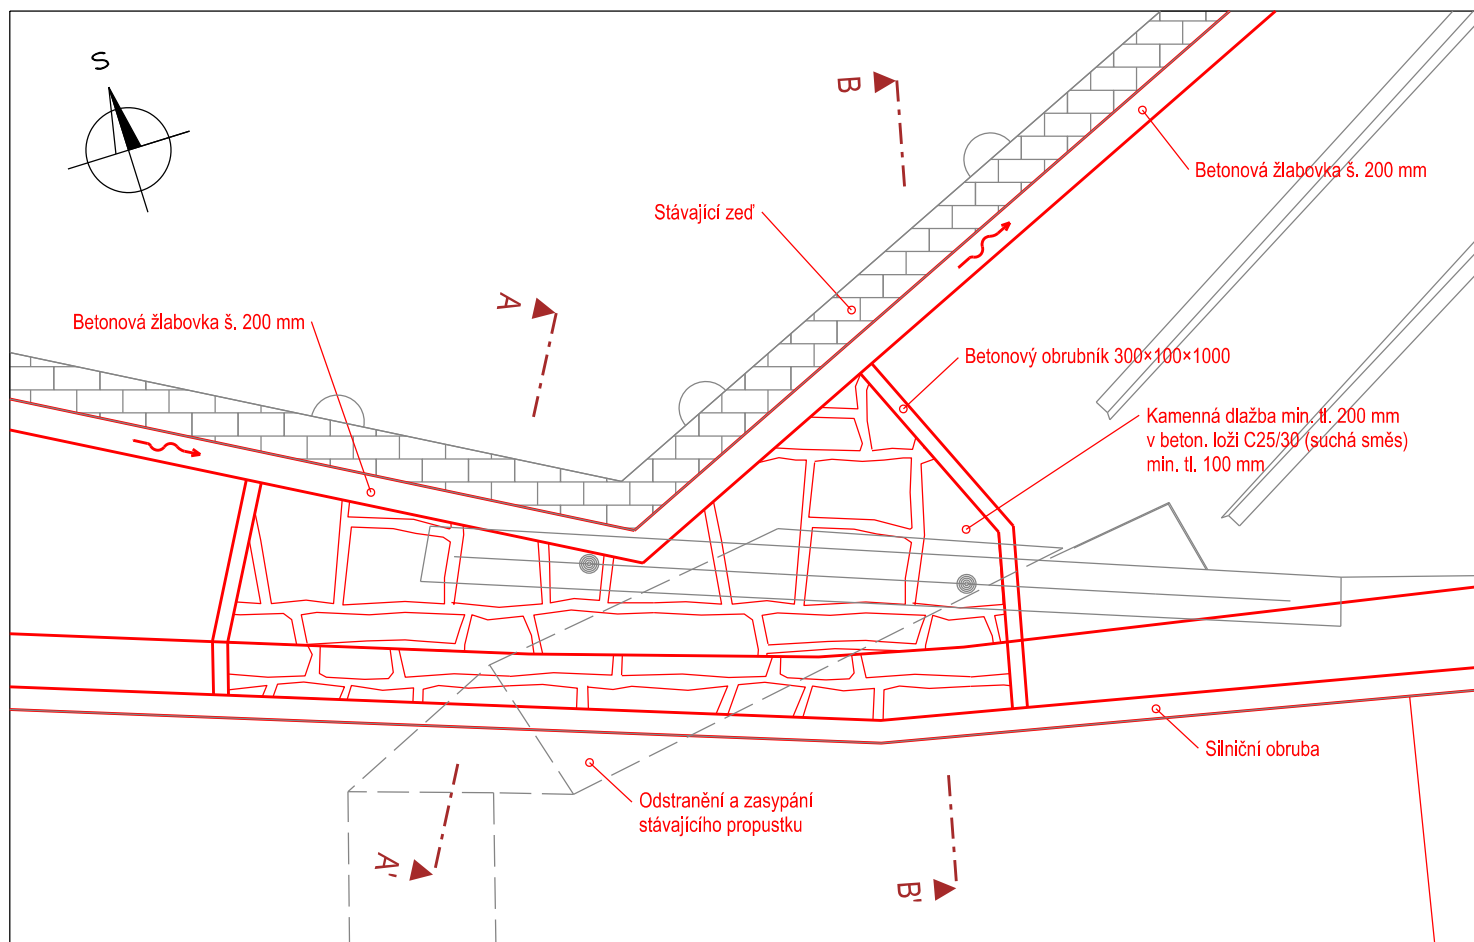 S
B
Betonová žlabovka š. 200 mm
Stávající zeď
A
Betonová žlabovka š. 200 mm
Betonový obrubník 300×100×1000
Kamenná dlažba min. tl. 200 mm
v beton. loži C25/30 (suchá směs)
min. tl. 100 mm
Silniční obruba
Odstranění a zasypání
stávajícího propustku
A'
B'